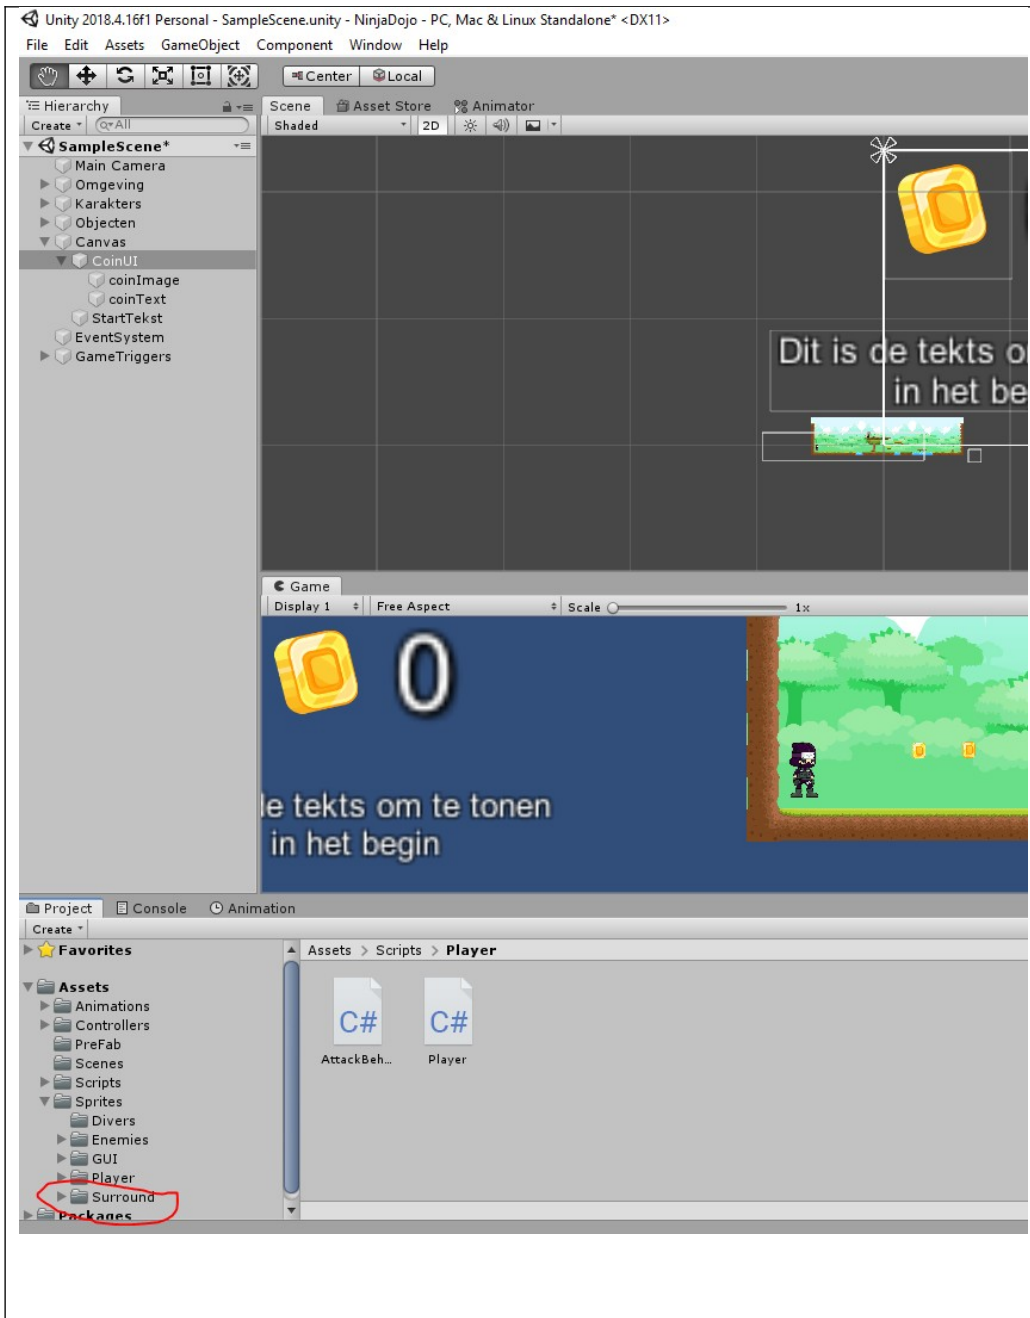 Unity 2018.4.16f1 Personal - SampleScene.unity - NinjaDojo - PC, Mac & Linux Standalone* <DX11>
File Edit Assets GameObject Component Window Help
Center Local
Hierarchy
Scene Asset Store Animator
Create All
Shaded 2D
SampleScene*
Main Camera
Omgeving
Karakters
Objecten
Canvas
CoinUI
coinImage
coinText
StartTekst
EventSystem
GameTriggers
Dit is de tekts o
in het be
Game
Display 1 Free Aspect Scale 1x
0
le tekts om te tonen
in het begin
Project Console Animation
Create
Favorites
Assets > Scripts > Player
Assets
Animations
Controllers
PreFab
Scenes
Scripts
Sprites
Divers
Enemies
GUI
Player
Surround
Packages
C# C#
AttackBeh... Player